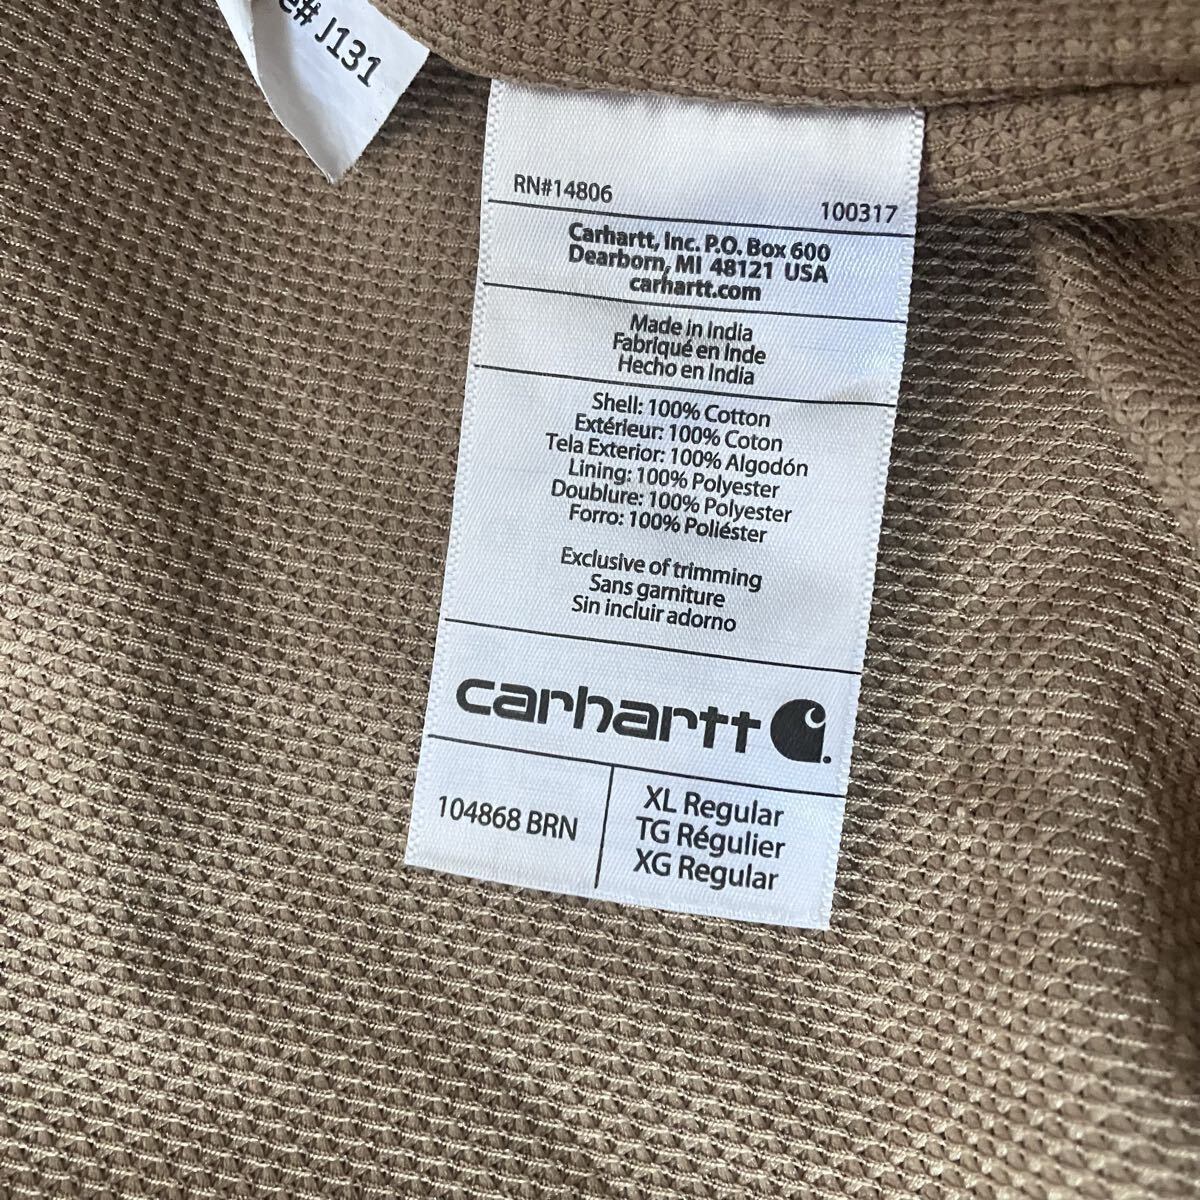 J131
RN#14806
100317
Carhartt, Inc. P.O. Box 600
Dearborn, MI 48121 USA
carhartt.com
Made in India
Fabriqué en Inde
Hecho en India
Shell: 100% Cotton
Extérieur: 100% Coton
Tela Exterior: 100% Algodón
Lining: 100% Polyester
Doublure: 100% Polyester
Forro: 100% Poliéster
Exclusive of trimming
Sans garniture
Sin incluir adorno
carhartt
104868 BRN
XL Regular
TG Régulier
XG Regular